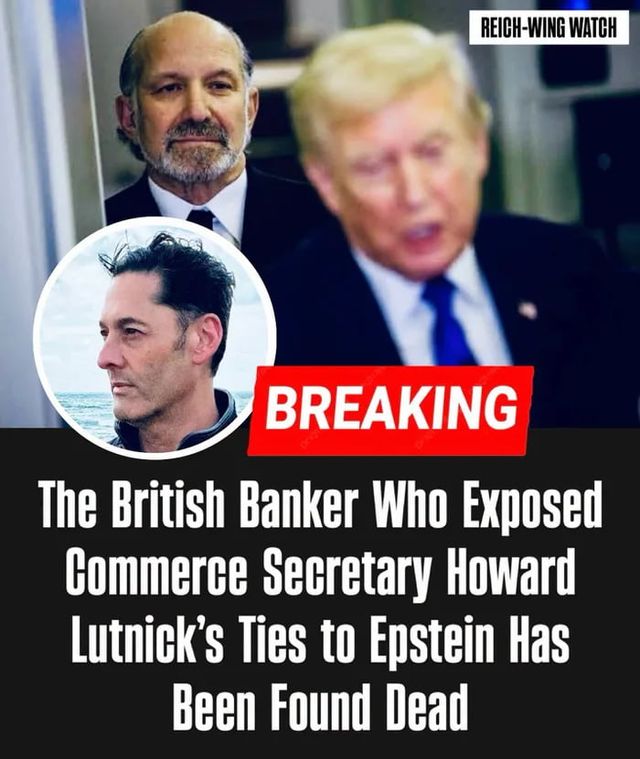 REICH-WING WATCH
BREAKING
The British Banker Who Exposed
Commerce Secretary Howard
Lutnick's Ties to Epstein Has
Been Found Dead